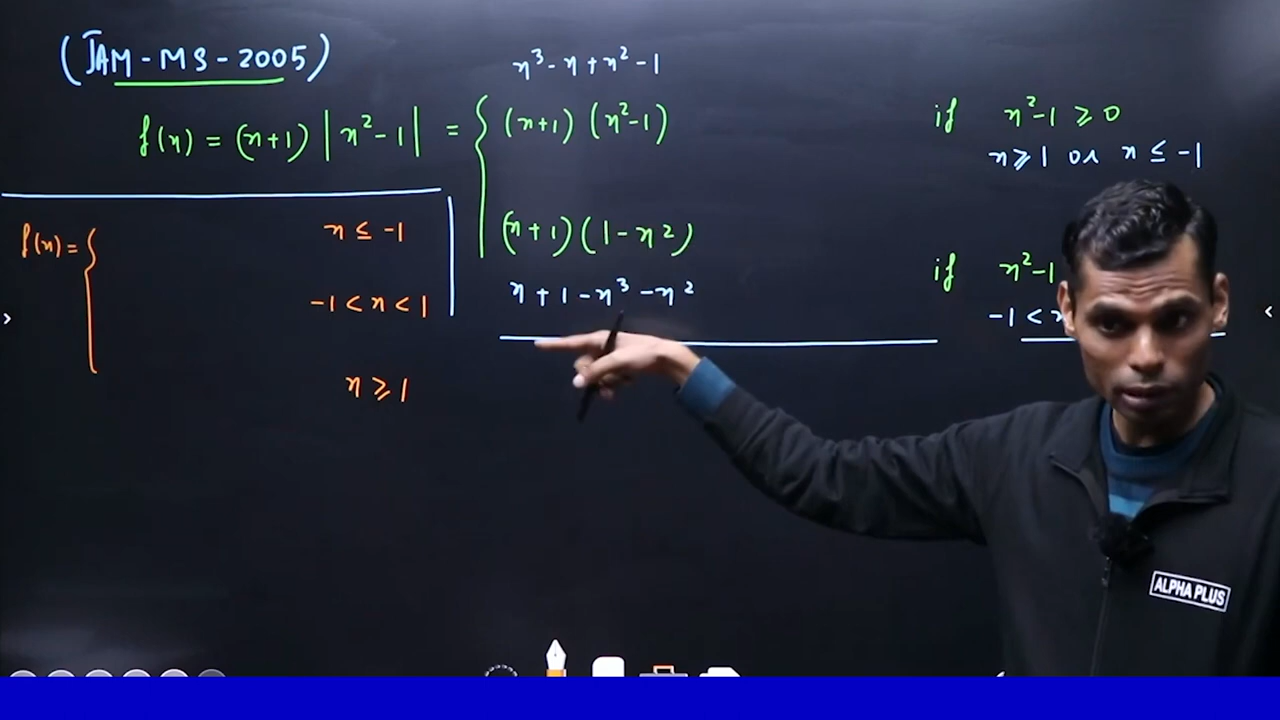 (JAM-MS-2005)
x³-x+x²-1
f(x) = (x+1) |x²-1| = { (x+1) (x²-1) if x²-1 ≥ 0
x ≥ 1 or x ≤ -1
(x+1) (1-x²) if x²-1
x+1-x³-x² -1 < x
f(x) = { x ≤ -1
-1 < x < 1
x ≥ 1
ALPHA PLUS